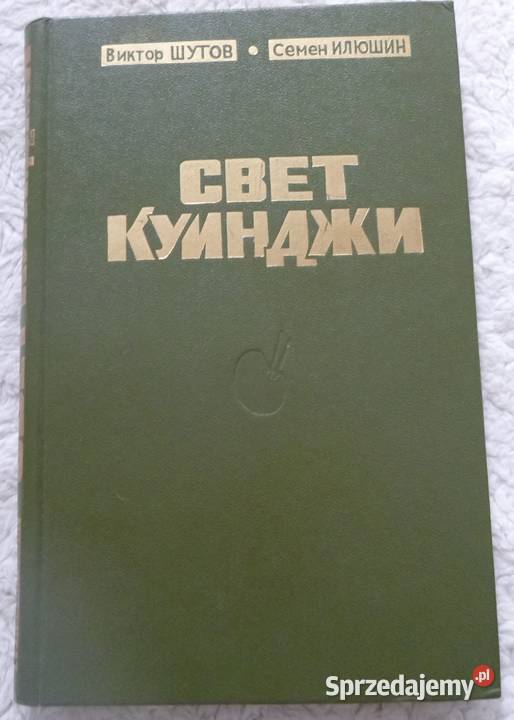 Виктор ШУТОВ • Семен ИЛЮШИН
СВЕТ
КУИНДЖИ
Sprzedajemy.pl